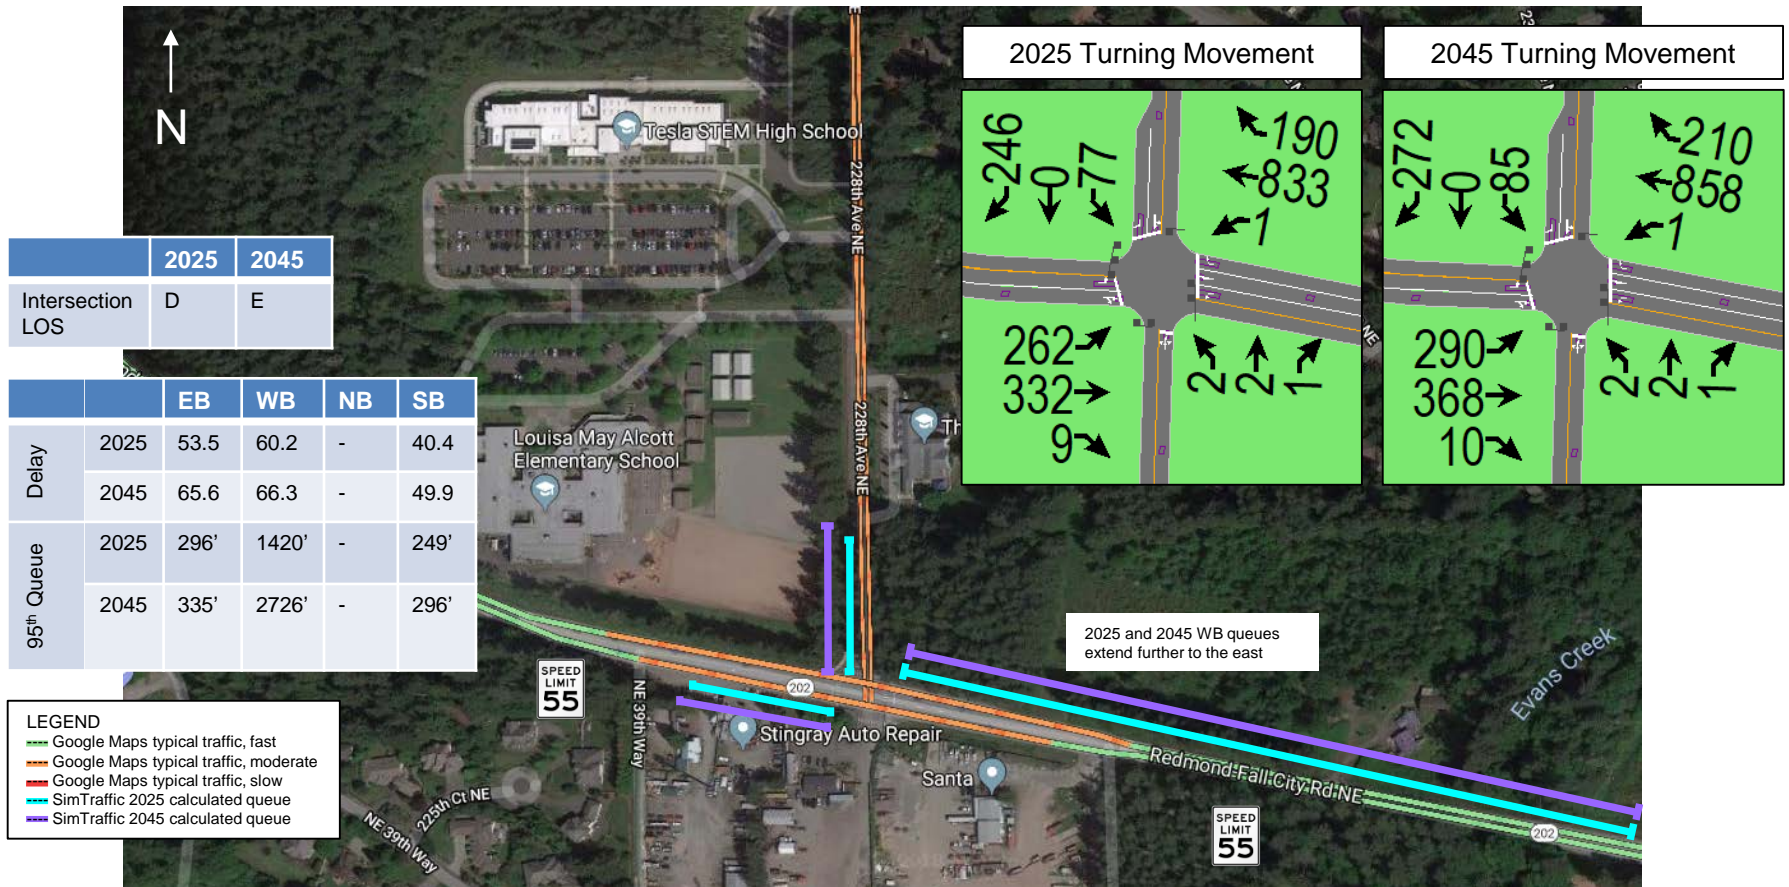 N
Tesla STEM High School
228th Ave NE
228th Ave NE
Louisa May Alcott
Elementary School
Th
2025 Turning Movement
246
0
77
190
833
1
262
332
9
2
2
1
2045 Turning Movement
272
0
85
210
858
1
290
368
10
2
2
1
NE
2025 2045
Intersection LOS D E
EB WB NB SB
Delay
2025 53.5 60.2 - 40.4
2045 65.6 66.3 - 49.9
95th Queue
2025 296’ 1420’ - 249’
2045 335’ 2726’ - 296’
2025 and 2045 WB queues
extend further to the east
Evans Creek
SPEED
LIMIT
55
NE 39th Way
202
Stingray Auto Repair
Santa
Redmond-Fall City Rd NE
225th Ct NE
NE 39th Way
SPEED
LIMIT
55
202
LEGEND
Google Maps typical traffic, fast
Google Maps typical traffic, moderate
Google Maps typical traffic, slow
SimTraffic 2025 calculated queue
SimTraffic 2045 calculated queue